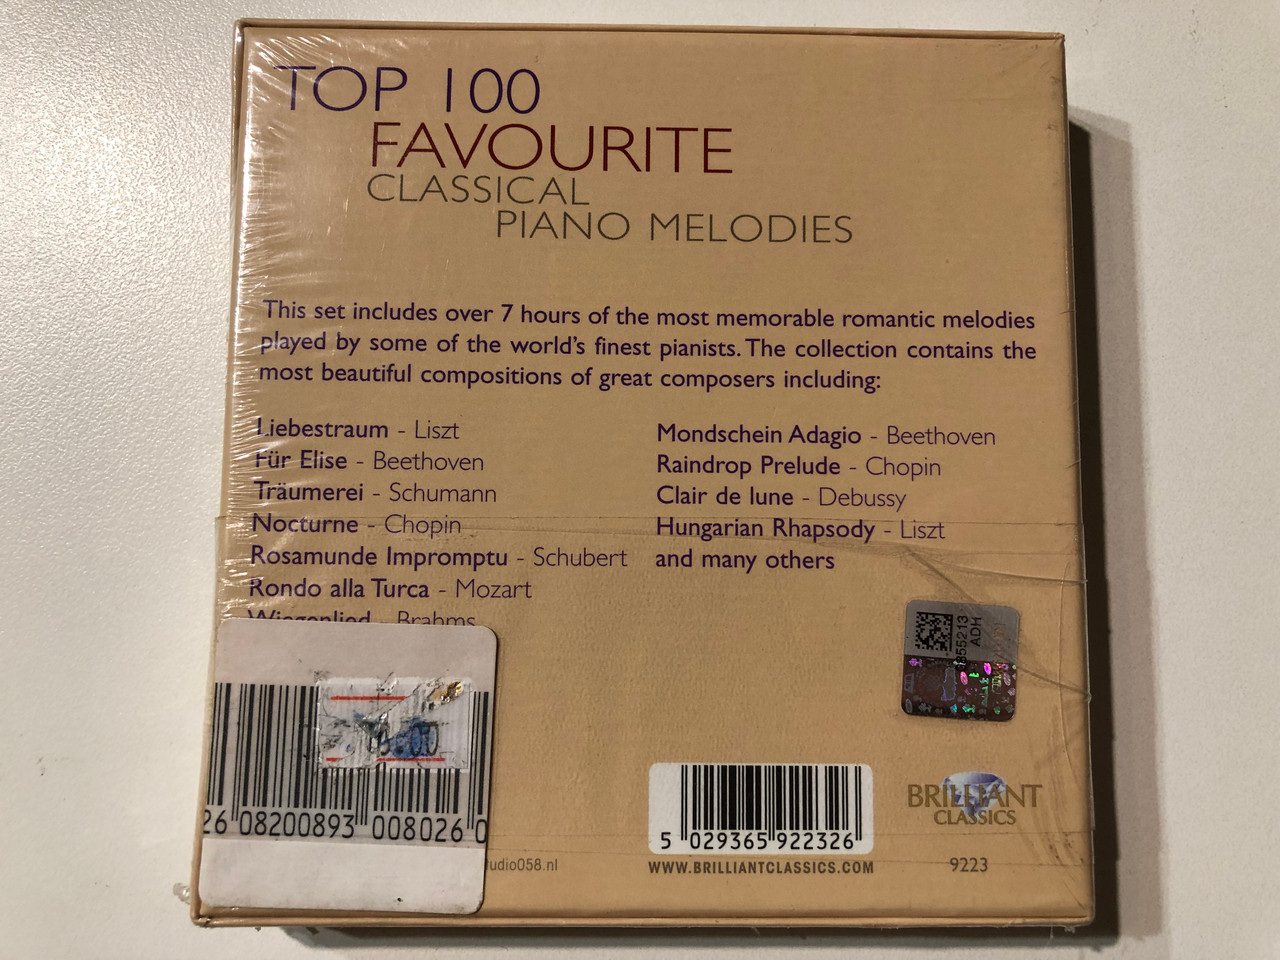 TOP 100
FAVOURITE
CLASSICAL
PIANO MELODIES
This set includes over 7 hours of the most memorable romantic melodies
played by some of the world's finest pianists. The collection contains the
most beautiful compositions of great composers including:
Liebestraum - Liszt
Für Elise - Beethoven
Träumerei - Schumann
Nocturne - Chopin
Rosamunde Impromptu - Schubert
Rondo alla Turca - Mozart
Wiegenlied - Brahms
Mondschein Adagio - Beethoven
Raindrop Prelude - Chopin
Clair de lune - Debussy
Hungarian Rhapsody - Liszt
and many others
ADH
26 08200893 008026 0
5 029365 922326
BRILLIANT
CLASSICS
WWW.BRILLIANTCLASSICS.COM
9223